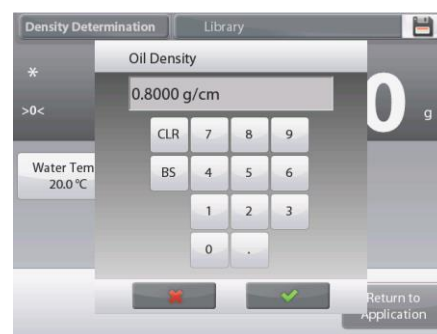 Density Determination Library
Oil Density
*
0.8000 g/cm
>0<
0 g
CLR 7 8 9
Water Tem
20.0 °C
BS 4 5 6
1 2 3
0 .
Return to
Application